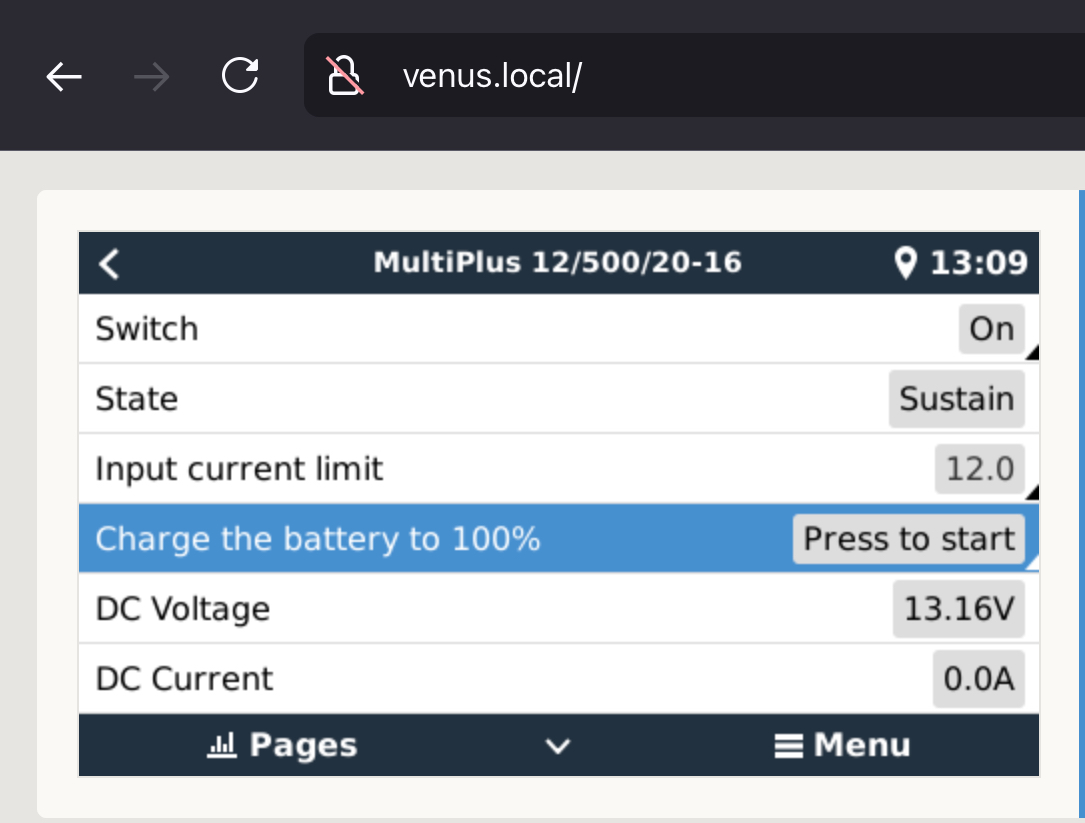 venus.local/
MultiPlus 12/500/20-16 13:09
Switch On
State Sustain
Input current limit 12.0
Charge the battery to 100% Press to start
DC Voltage 13.16V
DC Current 0.0A
Pages Menu